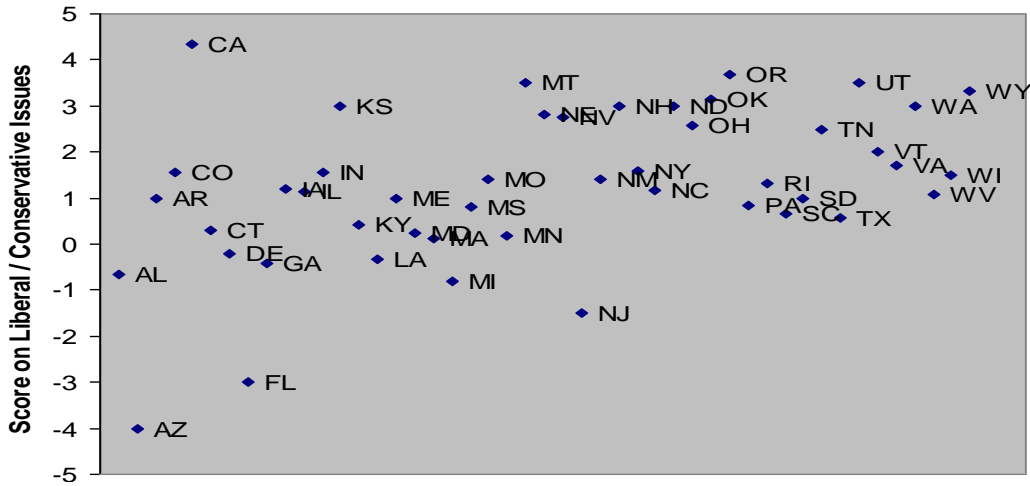 Score on Liberal / Conservative Issues
5
4
3
2
1
0
-1
-2
-3
-4
-5
CA
OR
MT
UT
WY
OK
KS
NH
ND
WA
NE
NV
OH
TN
VT
VA
CO
IN
NY
WI
MO
NM
RI
IA
IL
NC
WV
AR
ME
SD
MS
PA
SC
TX
KY
CT
MD
MA
MN
DE
LA
GA
AL
MI
NJ
FL
AZ